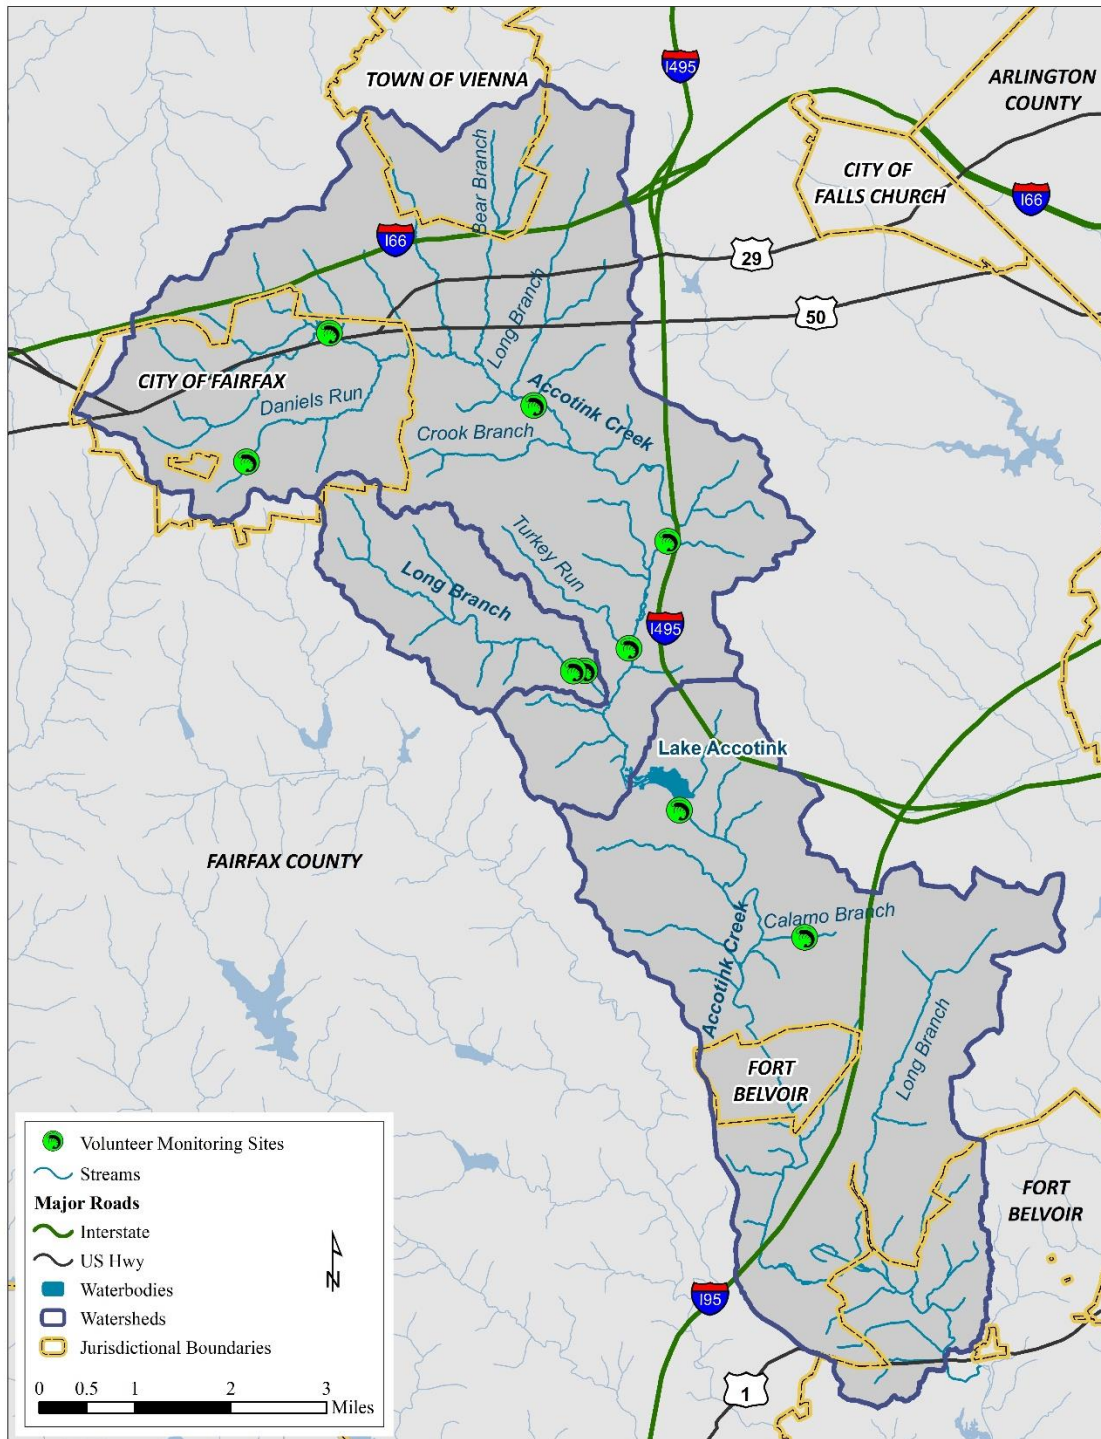 TOWN OF VIENNA
I495
ARLINGTON
COUNTY
CITY OF
FALLS CHURCH
I66
Bear Branch
I66
29
50
Long Branch
CITY OF FAIRFAX
Daniels Run
Accotink Creek
Crook Branch
Turkey Run
Long Branch
I495
Lake Accotink
FAIRFAX COUNTY
Calamo Branch
Accotink Creek
Long Branch
FORT
BELVOIR
FORT
BELVOIR
I95
1
Volunteer Monitoring Sites
Streams
Major Roads
Interstate
US Hwy
Waterbodies
Watersheds
Jurisdictional Boundaries
N
0 0.5 1 2 3
Miles